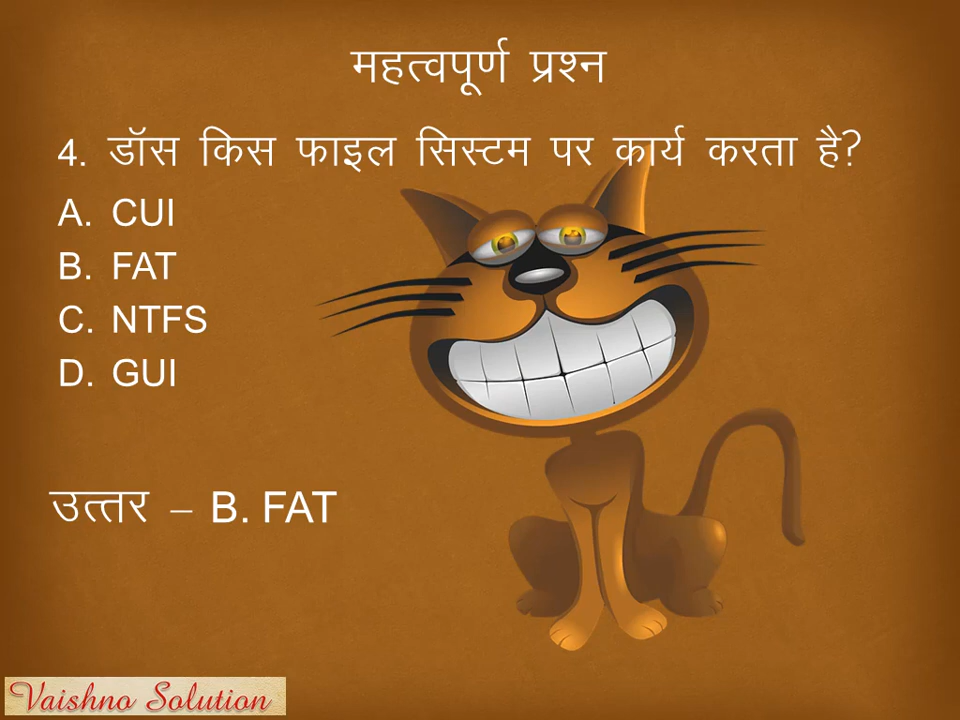 महत्वपूर्ण प्रश्न
4. डॉस किस फाइल सिस्टम पर कार्य करता है?
A. CUI
B. FAT
C. NTFS
D. GUI
उत्तर – B. FAT
Vaishno Solution